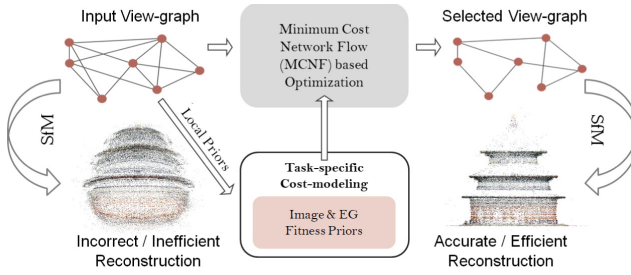 Input View-graph
Minimum Cost
Network Flow
(MCNF) based
Optimization
Selected View-graph
SfM
Local Priors
Task-specific
Cost-modeling
Image & EG
Fitness Priors
SfM
Incorrect / Inefficient
Reconstruction
Accurate / Efficient
Reconstruction